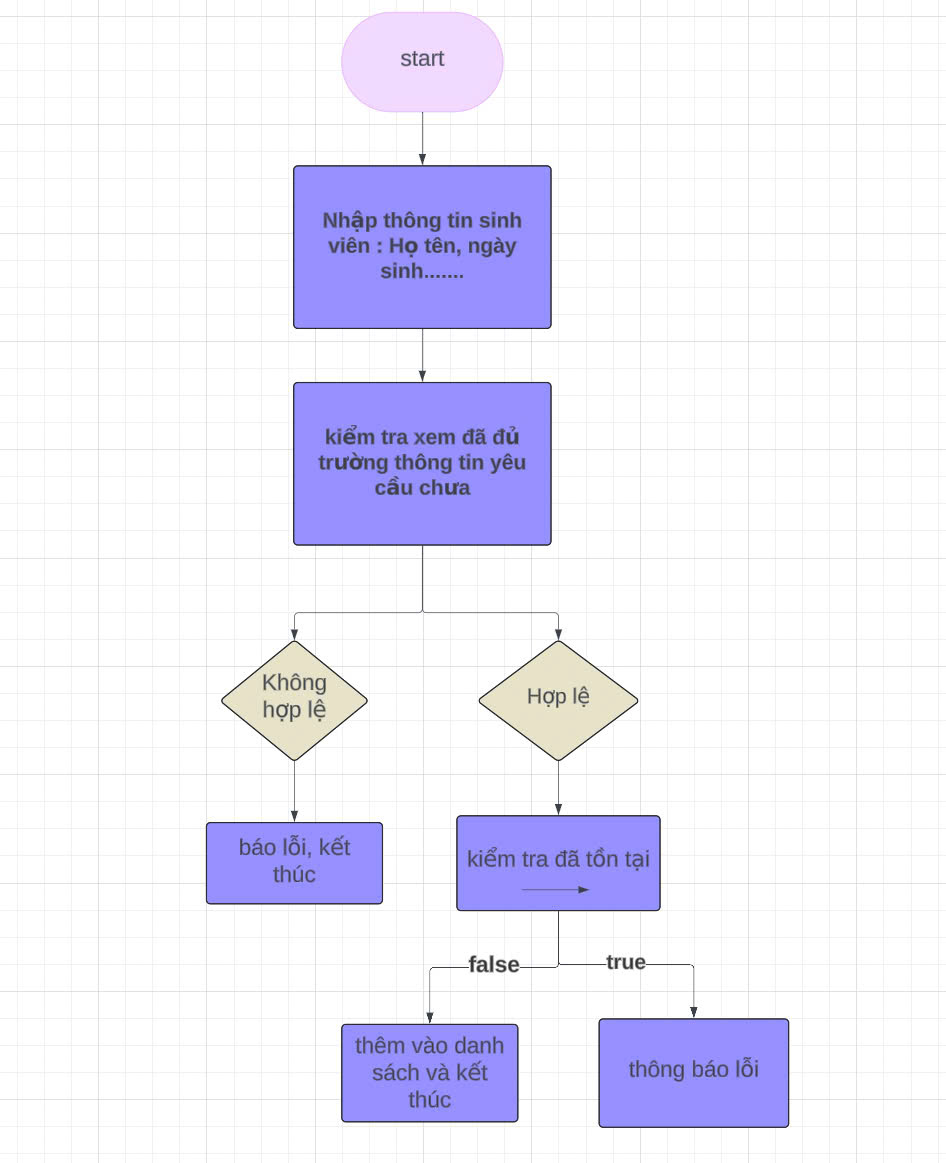 start
Nhập thông tin sinh
viên : Họ tên, ngày
sinh.......
kiểm tra xem đã đủ
trường thông tin yêu
cầu chưa
Không
hợp lệ
Hợp lệ
báo lỗi, kết
thúc
kiểm tra đã tồn tại
false
true
thêm vào danh
sách và kết
thúc
thông báo lỗi